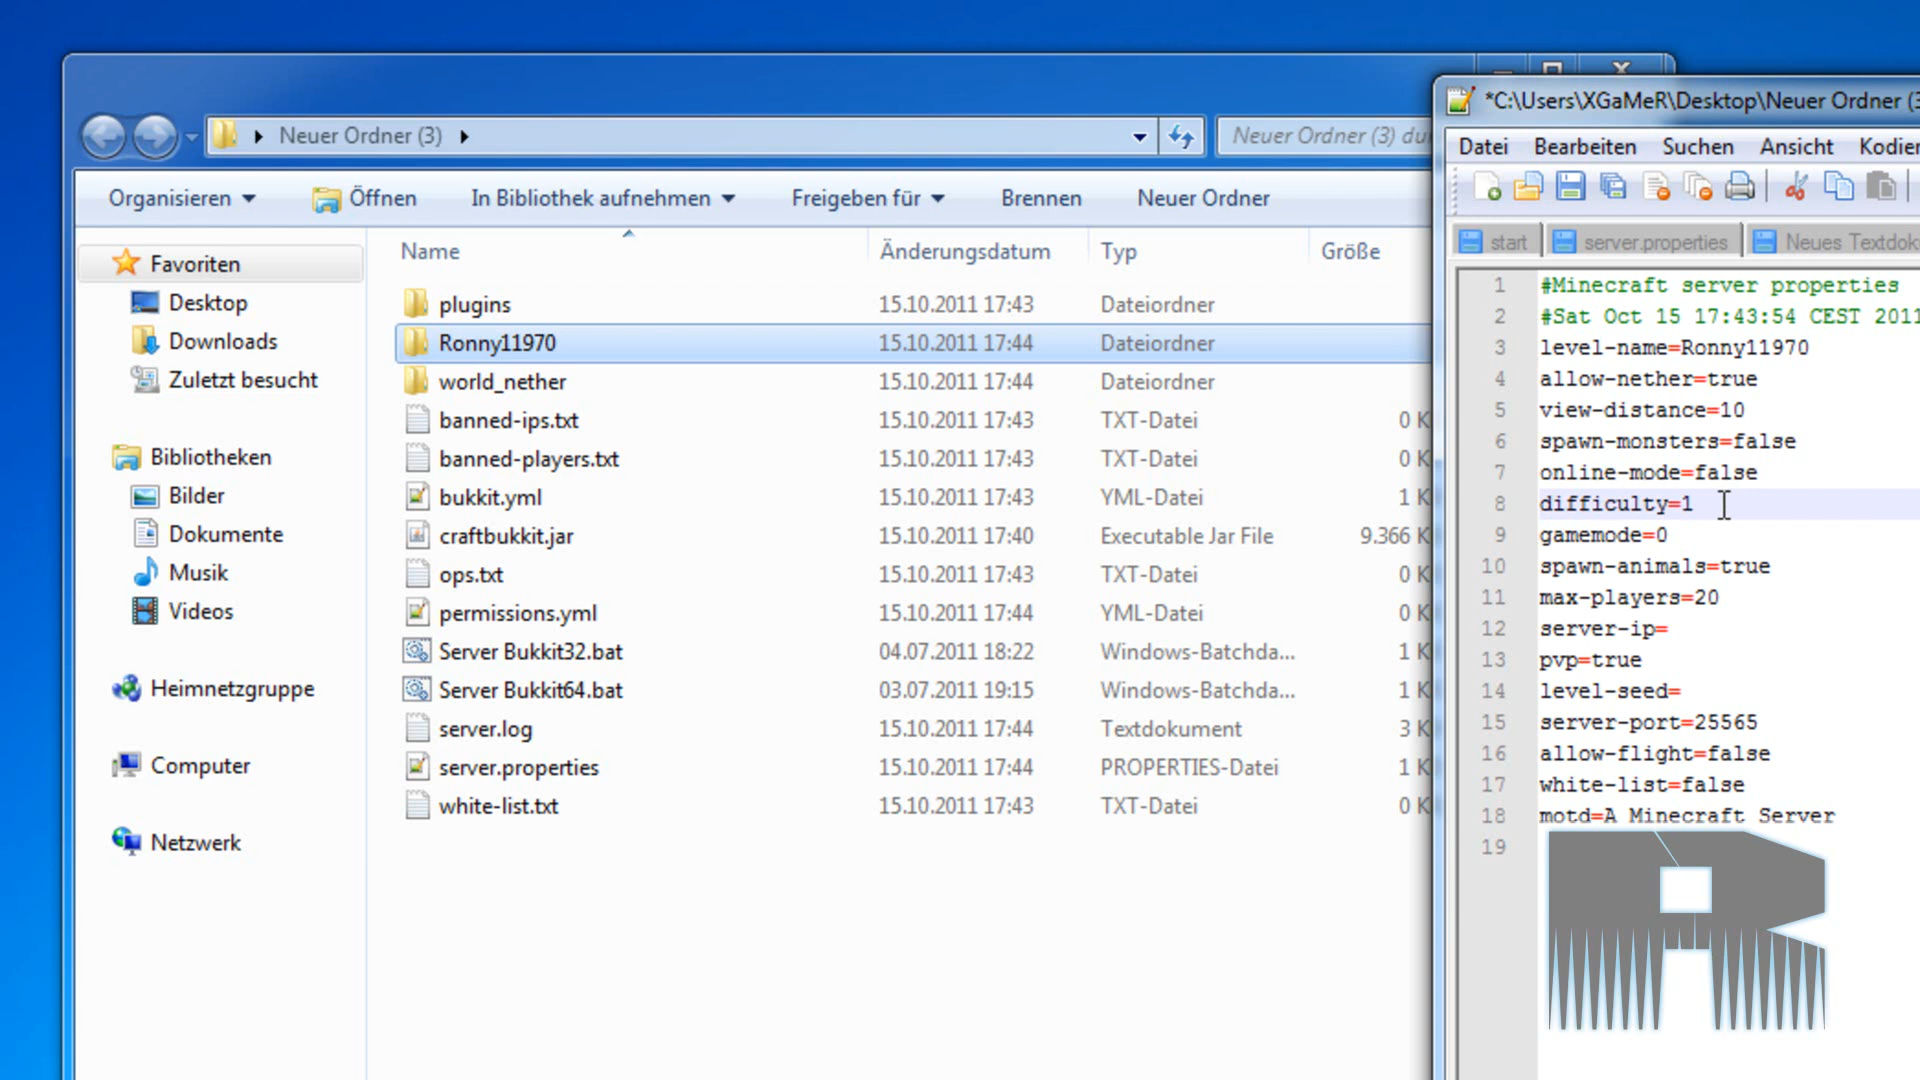 Neuer Ordner (3)
Neuer Ordner (3) du
Organisieren
Öffnen
In Bibliothek aufnehmen
Freigeben für
Brennen
Neuer Ordner
Favoriten
Desktop
Downloads
Zuletzt besucht
Bibliotheken
Bilder
Dokumente
Musik
Videos
Heimnetzgruppe
Computer
Netzwerk
Name Änderungsdatum Typ Größe
plugins 15.10.2011 17:43 Dateiordner
Ronny11970 15.10.2011 17:44 Dateiordner
world_nether 15.10.2011 17:44 Dateiordner
banned-ips.txt 15.10.2011 17:43 TXT-Datei 0 K
banned-players.txt 15.10.2011 17:43 TXT-Datei 0 K
bukkit.yml 15.10.2011 17:43 YML-Datei 1 K
craftbukkit.jar 15.10.2011 17:40 Executable Jar File 9.366 K
ops.txt 15.10.2011 17:43 TXT-Datei 0 K
permissions.yml 15.10.2011 17:44 YML-Datei 0 K
Server Bukkit32.bat 04.07.2011 18:22 Windows-Batchda... 1 K
Server Bukkit64.bat 03.07.2011 19:15 Windows-Batchda... 1 K
server.log 15.10.2011 17:44 Textdokument 3 K
server.properties 15.10.2011 17:44 PROPERTIES-Datei 1 K
white-list.txt 15.10.2011 17:43 TXT-Datei 0 K
*C:\Users\XGaMeR\Desktop\Neuer Ordner (3
Datei Bearbeiten Suchen Ansicht Kodier
start server.properties Neues Textdok
1 #Minecraft server properties
2 #Sat Oct 15 17:43:54 CEST 2011
3 level-name=Ronny11970
4 allow-nether=true
5 view-distance=10
6 spawn-monsters=false
7 online-mode=false
8 difficulty=1
9 gamemode=0
10 spawn-animals=true
11 max-players=20
12 server-ip=
13 pvp=true
14 level-seed=
15 server-port=25565
16 allow-flight=false
17 white-list=false
18 motd=A Minecraft Server
19